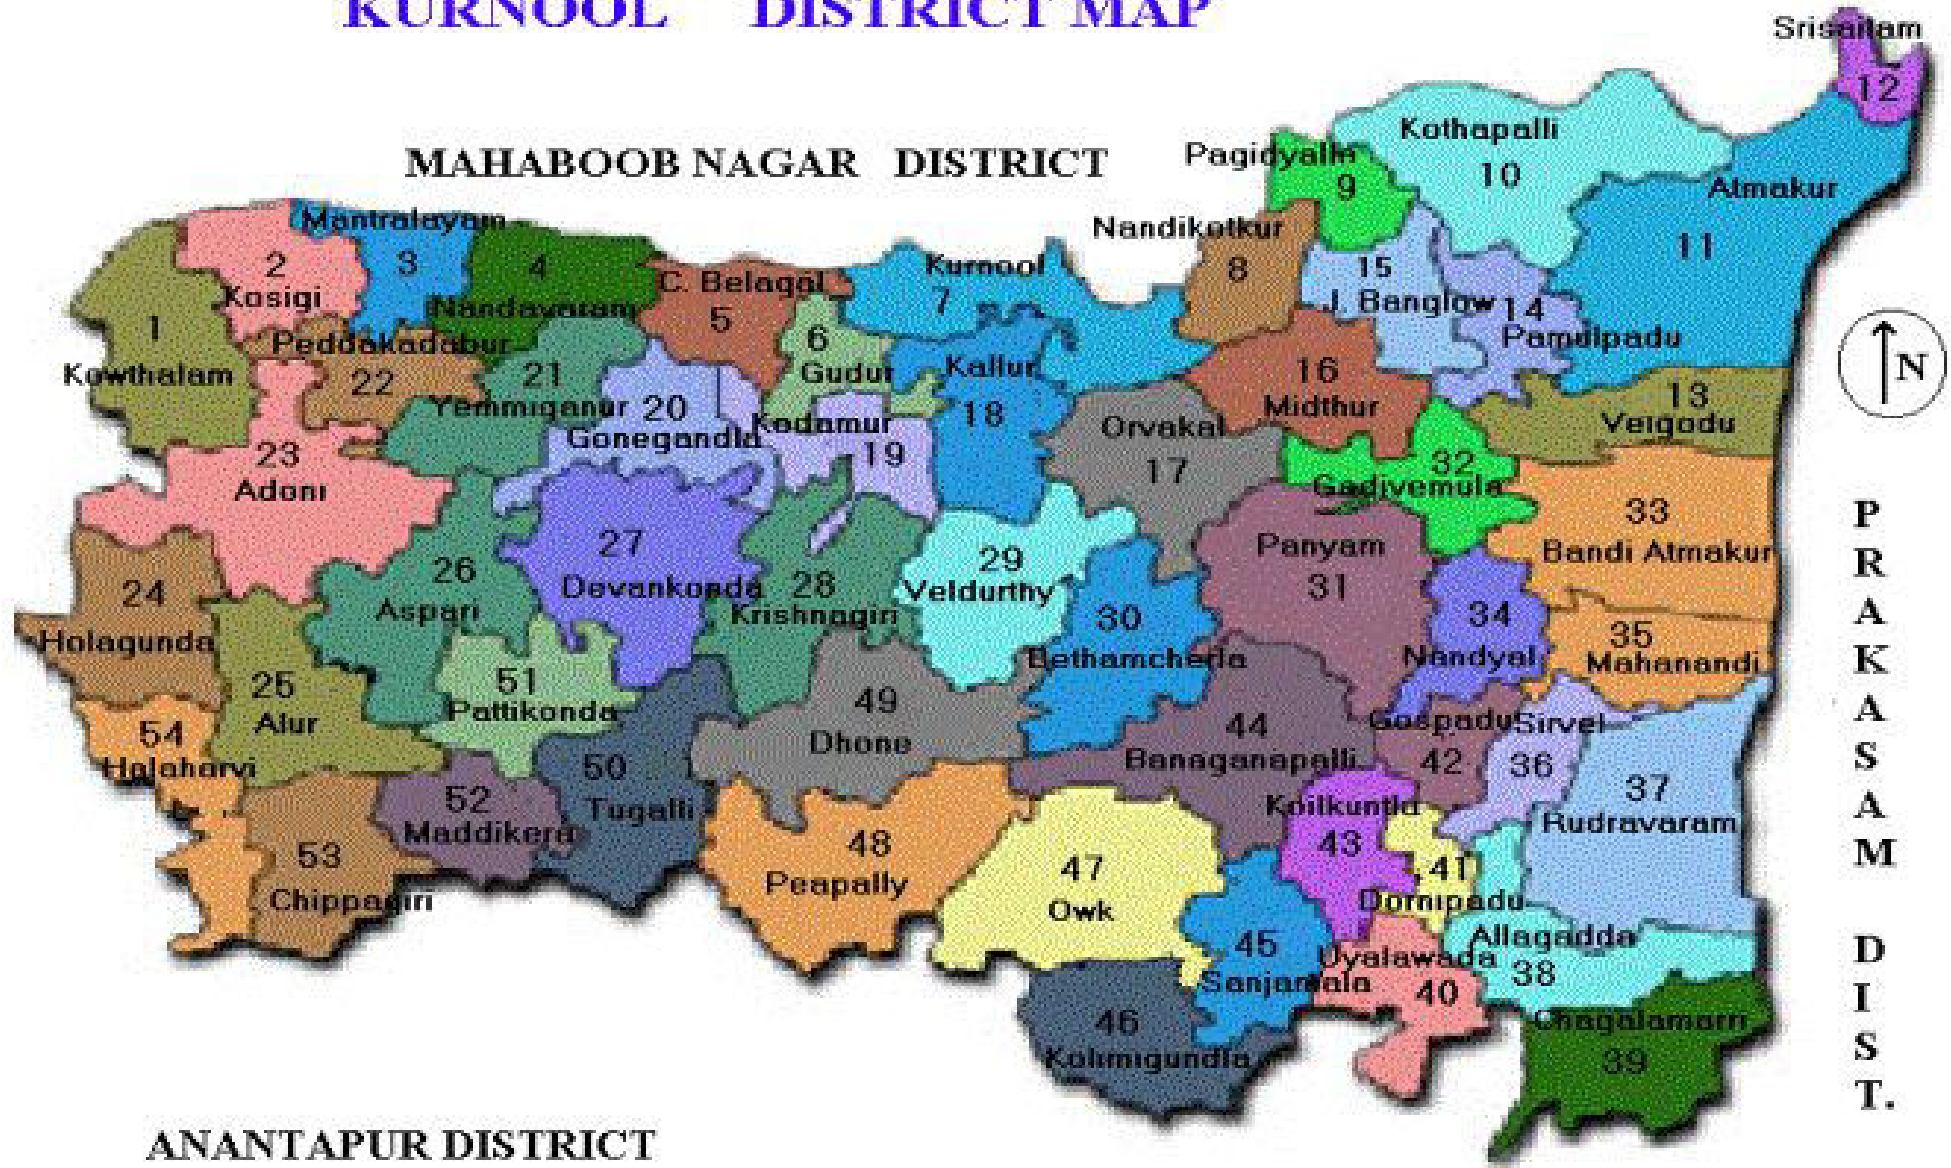 KURNOOL DISTRICT MAP
Srisailam
12
Kothapalli
10
MAHABOOB NAGAR DISTRICT
Pagidyalm
9
Atmakur
11
Nandikotkur
8
Mantralayam
3
2
Kosigi
4
Nandavaram
C. Belagal
5
Kurnool
7
15
J. Banglow
14
Pamulpadu
1
Kowthalam
Peddakadabur
22
21
Yemmiganur
20
Gonegandla
6
Gudur
Kallur
18
Kodamur
19
16
Midthur
13
Velgodu
N
Orvakal
17
32
Gadivemula
23
Adoni
33
Bandi Atmakur
27
Devankonda
26
Aspari
28
Krishnagiri
29
Veldurthy
Panyam
31
24
Holagunda
30
Bethamcherla
34
Nandyal
35
Mahanandi
25
Alur
51
Pattikonda
49
Dhone
44
Banaganapalli
Gospadu
42
Sirvel
36
54
Halaharvi
50
Tugalli
52
Maddikera
37
Rudravaram
Koilkuntla
43
53
Chippagiri
48
Peapally
47
Owk
41
Dornipadu
45
Sanjamala
Uyalawada
40
Allagadda
38
46
Kolimigundla
Chagalamarri
39
PRAKASAM DIST.
ANANTAPUR DISTRICT